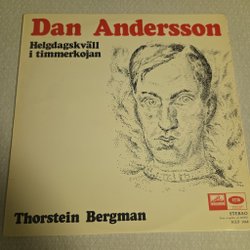 Dan Andersson
Helgdagskväll
i timmerkojan
STEREO
Thorstein Bergman